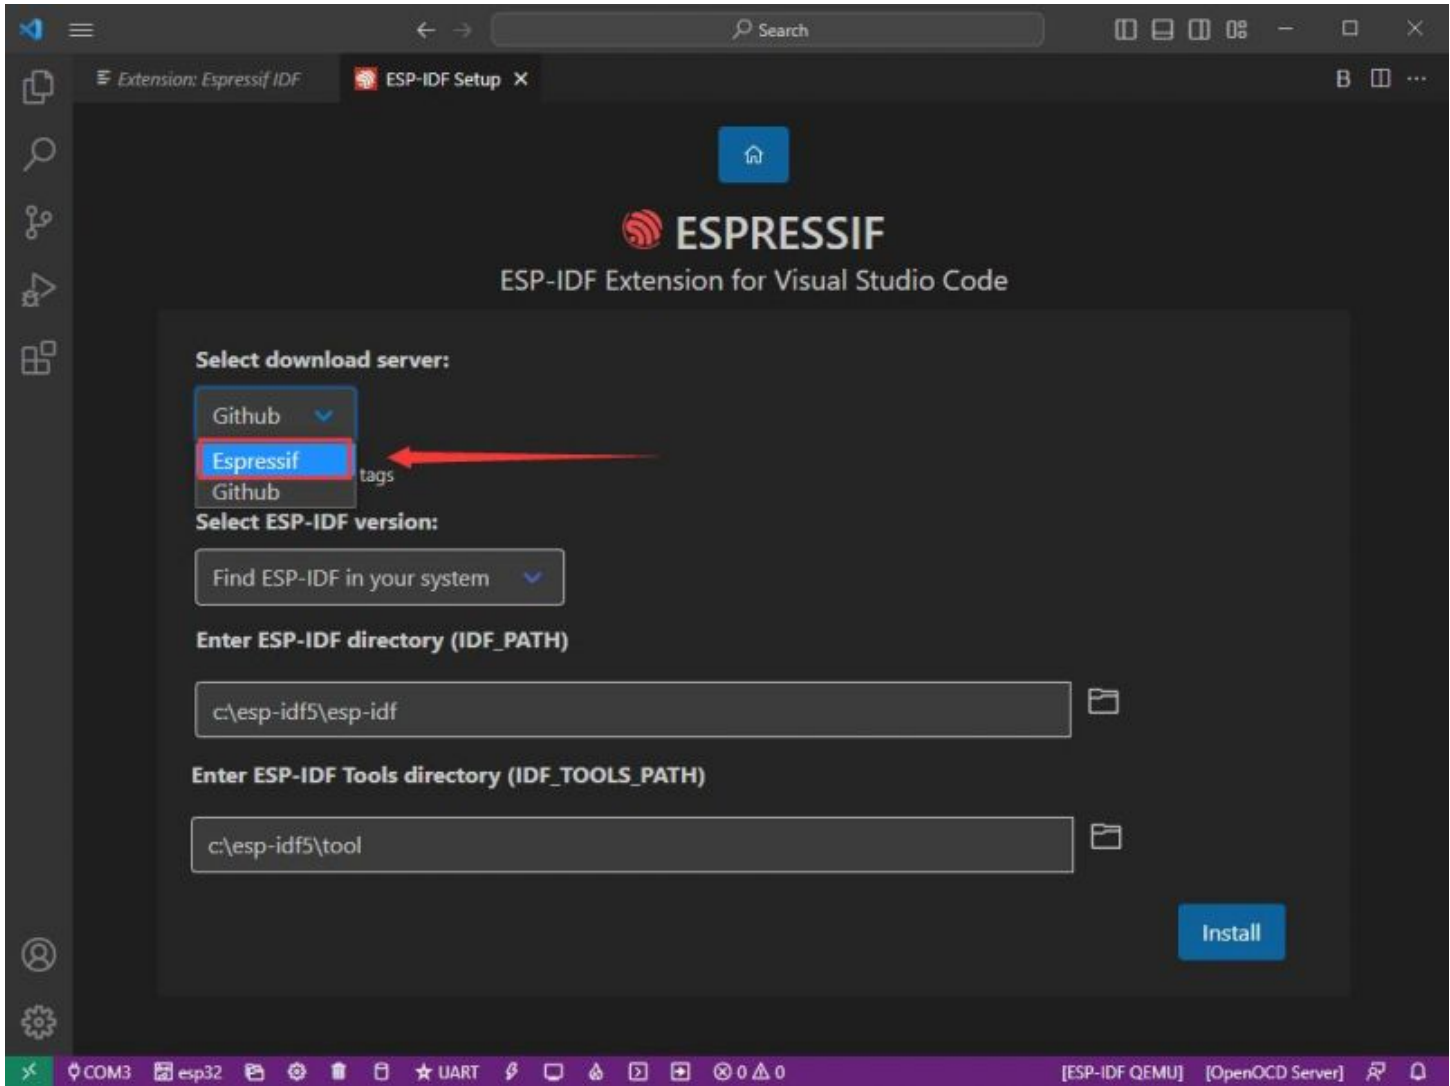 Search
Extension: Espressif IDF
ESP-IDF Setup
B
ESPRESSIF
ESP-IDF Extension for Visual Studio Code
Select download server:
Github
Espressif
tags
Github
Select ESP-IDF version:
Find ESP-IDF in your system
Enter ESP-IDF directory (IDF_PATH)
c:\esp-idf5\esp-idf
Enter ESP-IDF Tools directory (IDF_TOOLS_PATH)
c:\esp-idf5\tool
Install
COM3 esp32 UART 0 0 [ESP-IDF QEMU] [OpenOCD Server]